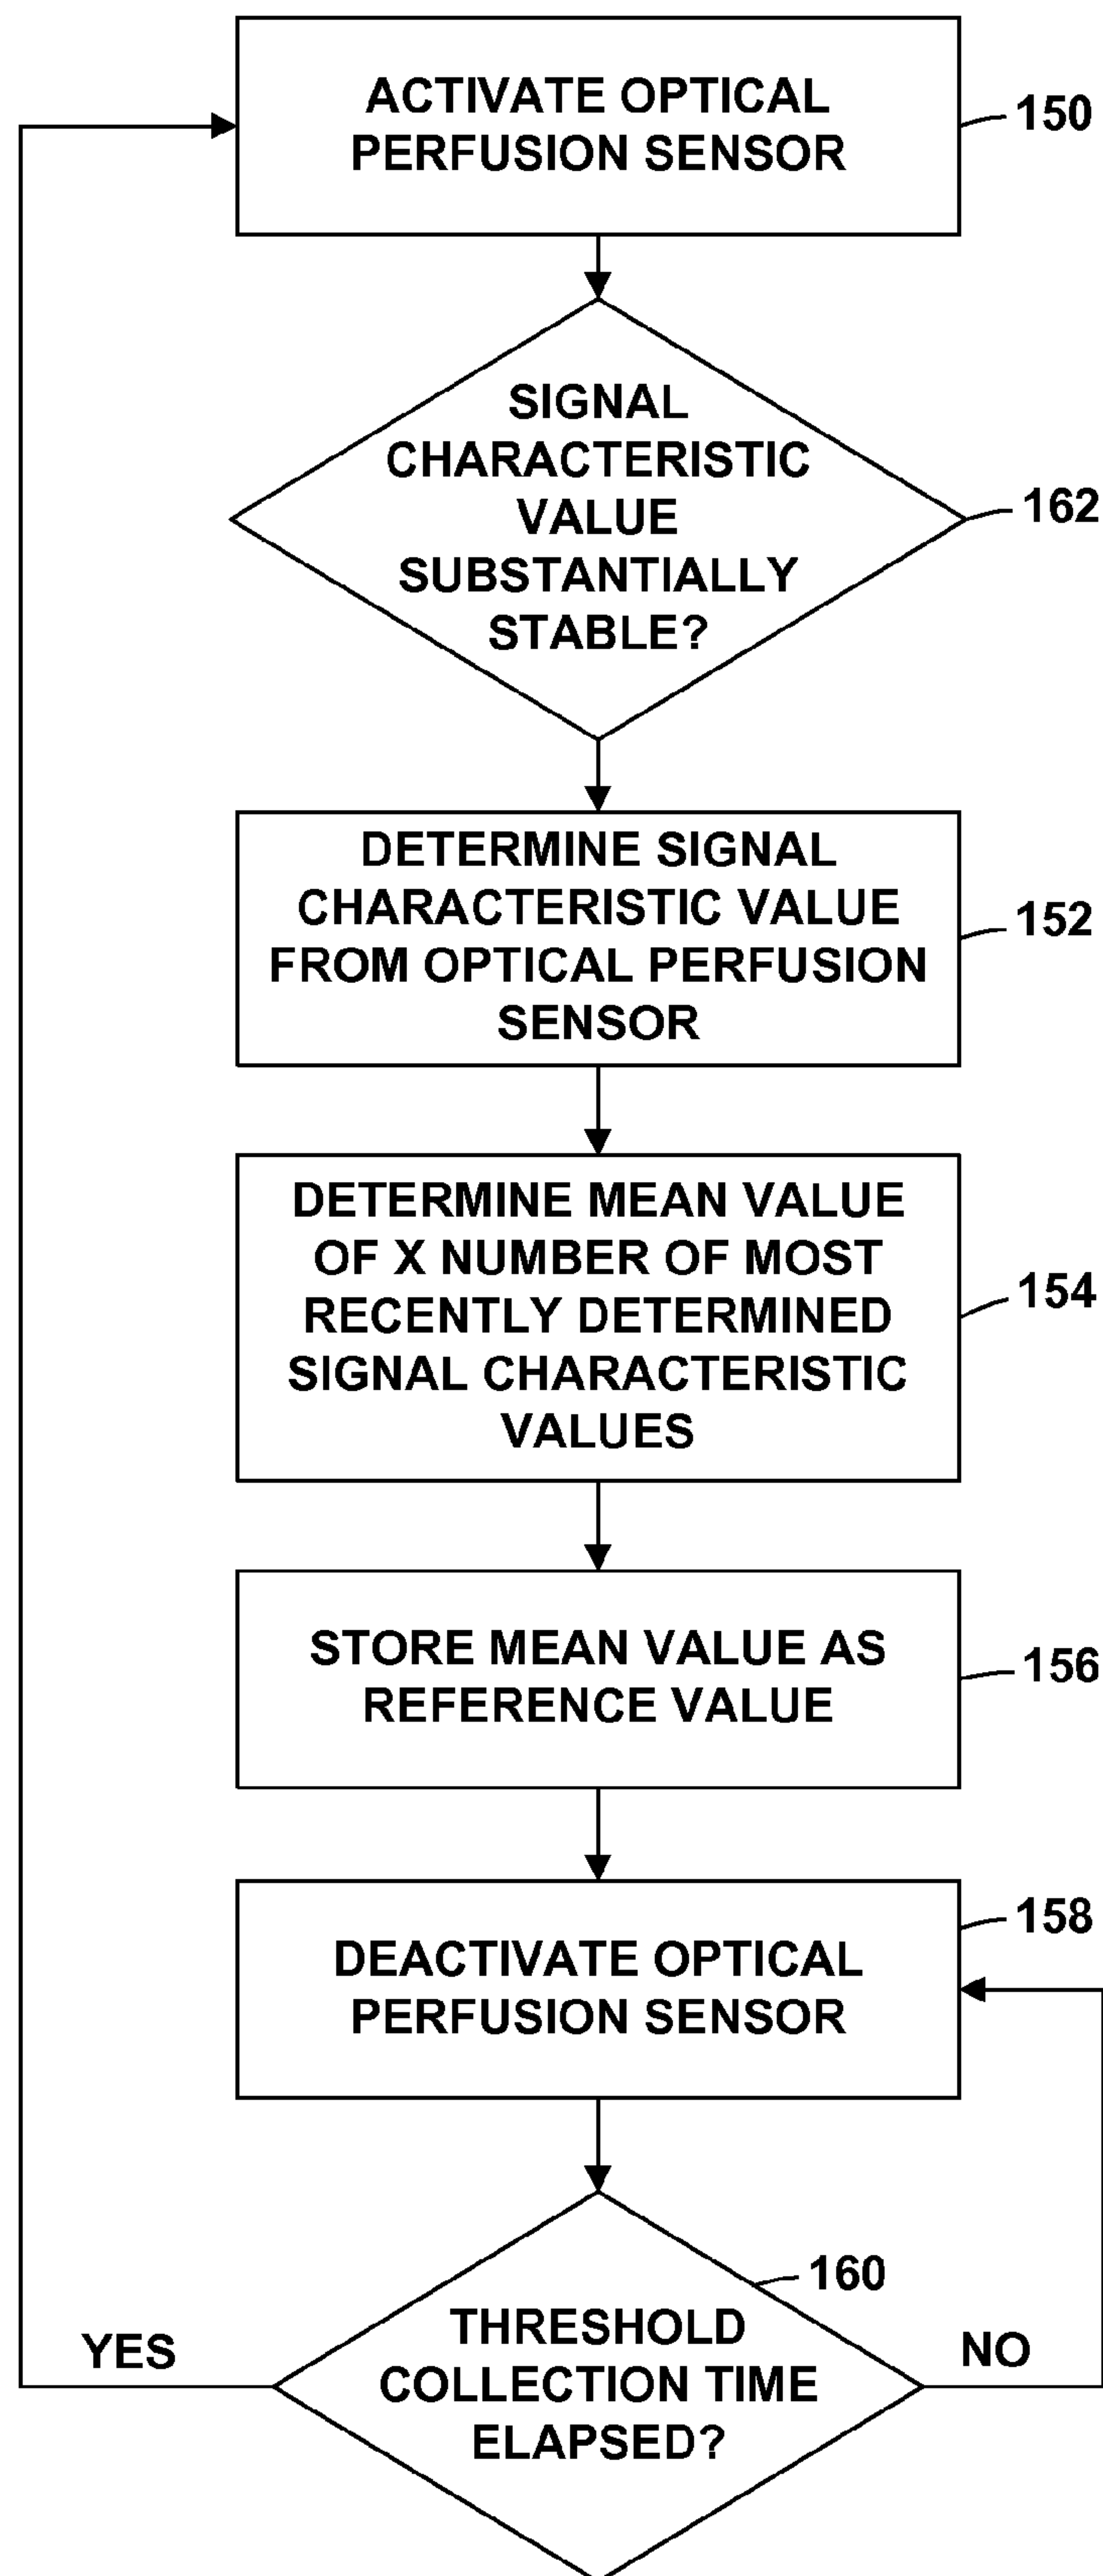 ACTIVATE OPTICAL
PERFUSION SENSOR
150
SIGNAL
CHARACTERISTIC
VALUE
SUBSTANTIALLY
STABLE?
162
DETERMINE SIGNAL
CHARACTERISTIC VALUE
FROM OPTICAL PERFUSION
SENSOR
152
DETERMINE MEAN VALUE
OF X NUMBER OF MOST
RECENTLY DETERMINED
SIGNAL CHARACTERISTIC
VALUES
154
STORE MEAN VALUE AS
REFERENCE VALUE
156
DEACTIVATE OPTICAL
PERFUSION SENSOR
158
160
THRESHOLD
COLLECTION TIME
ELAPSED?
YES
NO